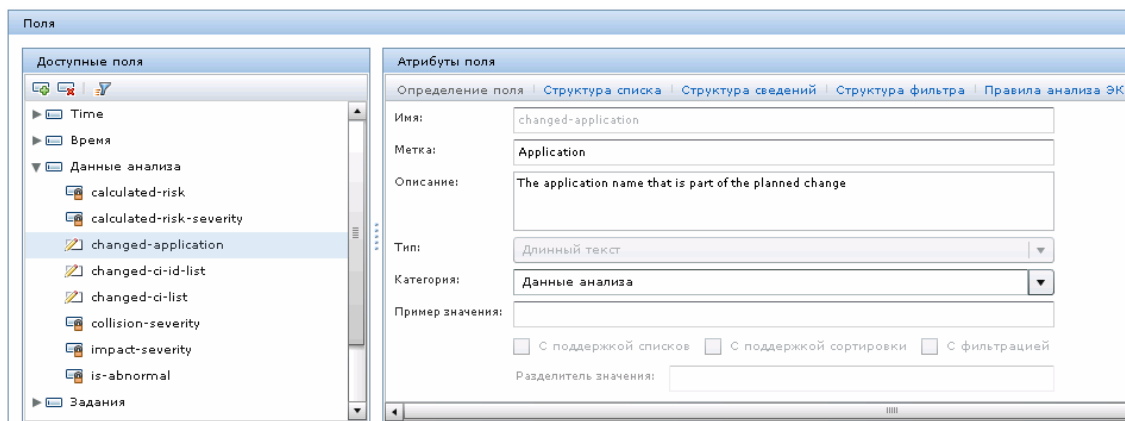 Поля
Доступные поля
Time
Время
Данные анализа
calculated-risk
calculated-risk-severity
changed-application
changed-ci-id-list
changed-ci-list
collision-severity
impact-severity
is-abnormal
Задания
Атрибуты поля
Определение поля Структура списка Структура сведений Структура фильтра Правила анализа ЭК
Имя: changed-application
Метка: Application
Описание: The application name that is part of the planned change
Тип: Длинный текст
Категория: Данные анализа
Пример значения:
С поддержкой списков С поддержкой сортировки С фильтрацией
Разделитель значения: